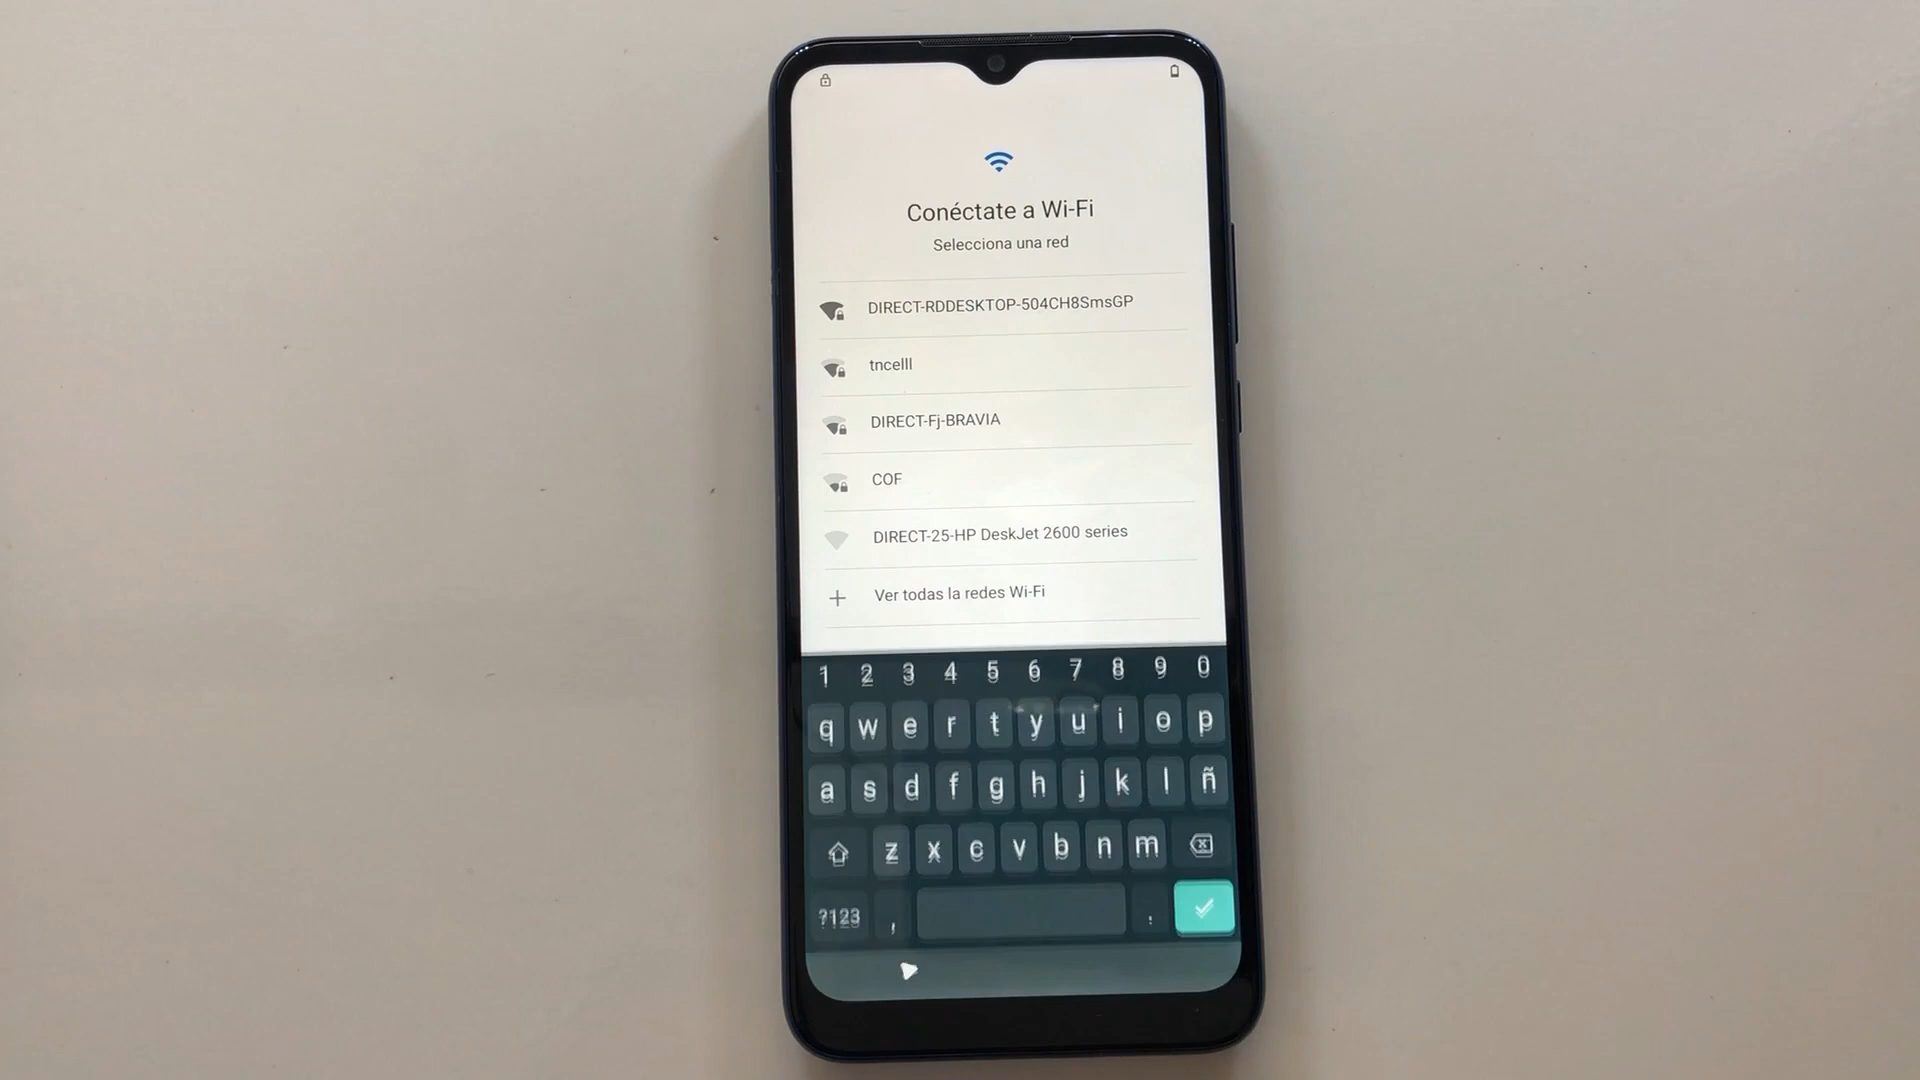 Conéctate a Wi-Fi
Selecciona una red
DIRECT-RDDESKTOP-504CH8SmsGP
tncelll
DIRECT-Fj-BRAVIA
COF
DIRECT-25-HP DeskJet 2600 series
Ver todas la redes Wi-Fi
1 2 3 4 5 6 7 8 9 0
q w e r t y u i o p
a s d f g h j k l ñ
z x c v b n m
?123 , .